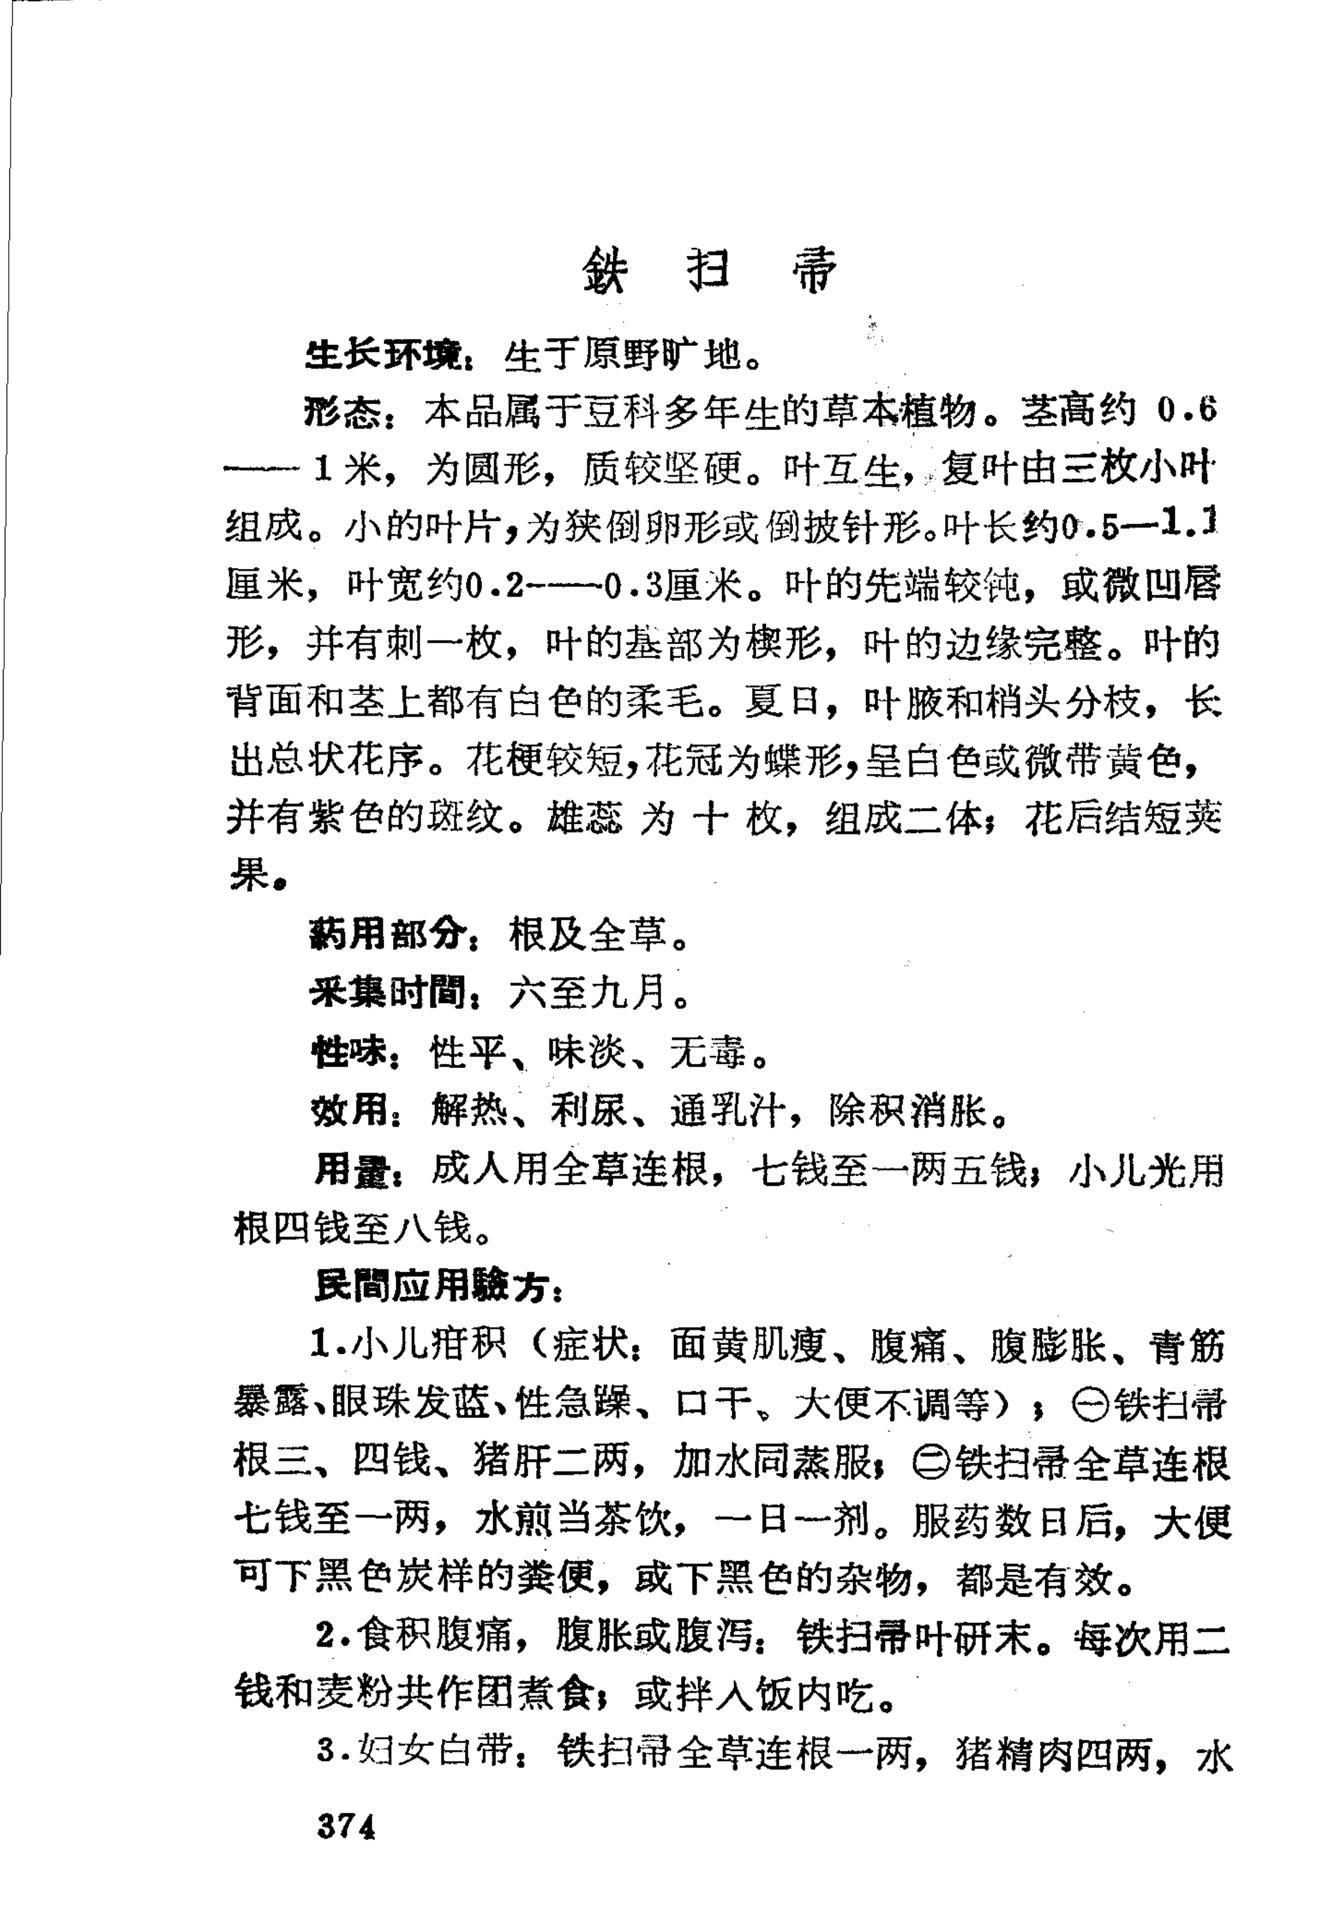 鉄扫帚
生长环境：生于原野旷地。
形态：本品属于豆科多年生的草本植物。茎高约 0.6
——1米，为圆形，质较坚硬。叶互生，复叶由三枚小叶
组成。小的叶片，为狭倒卵形或倒披针形。叶长约0.5—1.1
厘米，叶宽约0.2——0.3厘米。叶的先端较钝，或微凹唇
形，并有刺一枚，叶的基部为楔形，叶的边缘完整。叶的
背面和茎上都有白色的柔毛。夏日，叶腋和梢头分枝，长
出总状花序。花梗较短，花冠为蝶形，呈白色或微带黄色，
并有紫色的斑纹。雄蕊为十枚，组成二体；花后结短荚
果。
药用部分：根及全草。
采集时間：六至九月。
性味：性平、味淡、无毒。
效用：解热、利尿、通乳汁，除积消胀。
用量：成人用全草连根，七钱至一两五钱；小儿光用
根四钱至八钱。
民間应用驗方：
1.小儿疳积（症状：面黄肌瘦、腹痛、腹膨胀、青筋
暴露、眼珠发蓝、性急躁、口干、大便不调等）；㊀铁扫帚
根三、四钱、猪肝二两，加水同蒸服；㊁铁扫帚全草连根
七钱至一两，水煎当茶饮，一日一剂。服药数日后，大便
可下黑色炭样的粪便，或下黑色的杂物，都是有效。
2.食积腹痛，腹胀或腹泻：铁扫帚叶研末。每次用二
钱和麦粉共作团煮食；或拌入饭内吃。
3.妇女白带：铁扫帚全草连根一两，猪精肉四两，水
374